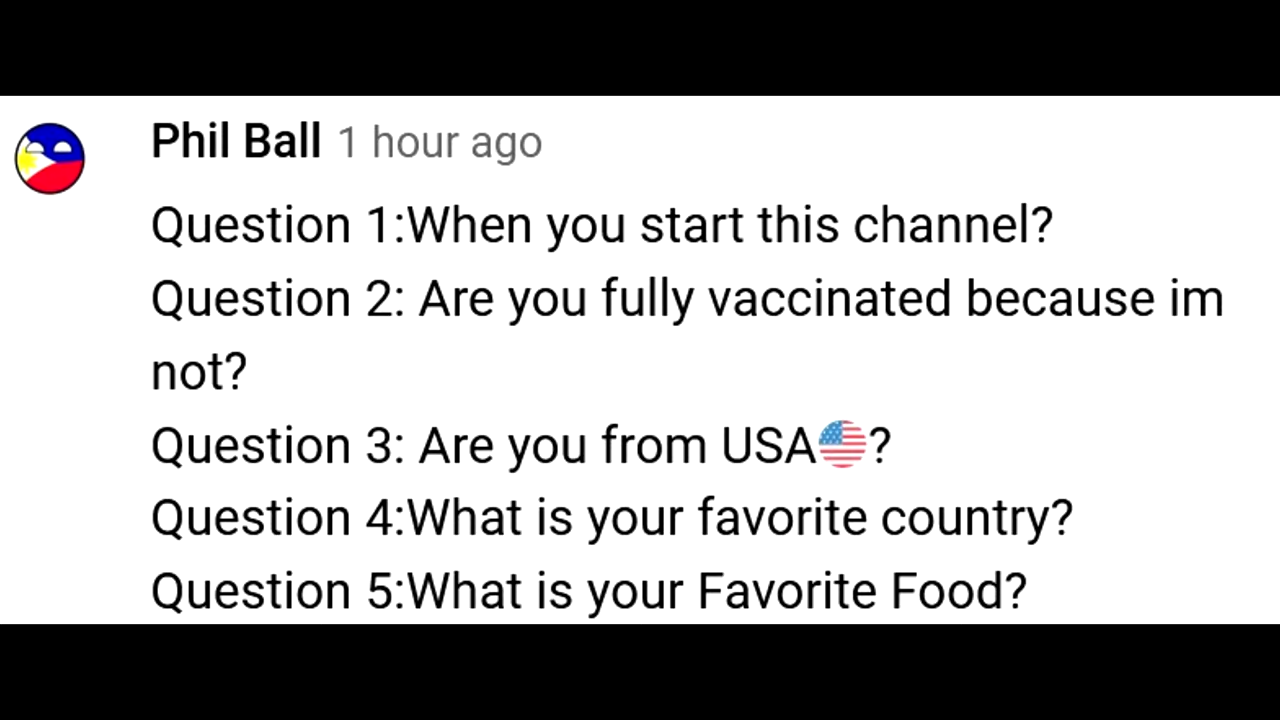 Phil Ball 1 hour ago
Question 1:When you start this channel?
Question 2: Are you fully vaccinated because im
not?
Question 3: Are you from USA🇺🇸?
Question 4:What is your favorite country?
Question 5:What is your Favorite Food?